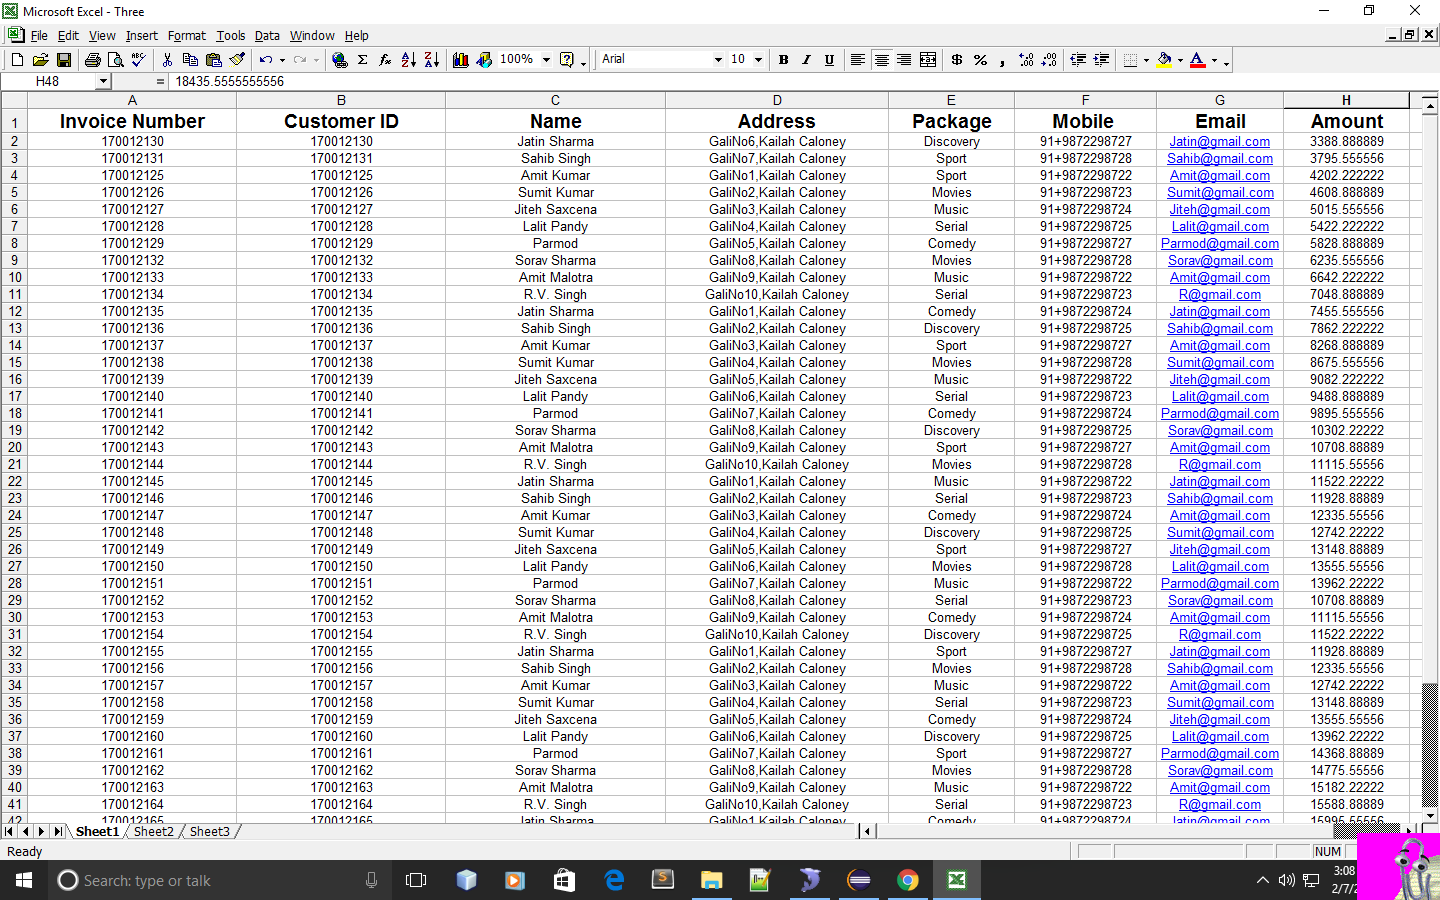 Microsoft Excel - Three
File Edit View Insert Format Tools Data Window Help
100% Arial 10 B I U $ % ,
H48 = 18435.5555555556
A B C D E F G H
1 Invoice Number Customer ID Name Address Package Mobile Email Amount
2 170012130 170012130 Jatin Sharma GaliNo6,Kailah Caloney Discovery 91+9872298727 Jatin@gmail.com 3388.888889
3 170012131 170012131 Sahib Singh GaliNo7,Kailah Caloney Sport 91+9872298728 Sahib@gmail.com 3795.555556
4 170012125 170012125 Amit Kumar GaliNo1,Kailah Caloney Sport 91+9872298722 Amit@gmail.com 4202.222222
5 170012126 170012126 Sumit Kumar GaliNo2,Kailah Caloney Movies 91+9872298723 Sumit@gmail.com 4608.888889
6 170012127 170012127 Jiteh Saxcena GaliNo3,Kailah Caloney Music 91+9872298724 Jiteh@gmail.com 5015.555556
7 170012128 170012128 Lalit Pandy GaliNo4,Kailah Caloney Serial 91+9872298725 Lalit@gmail.com 5422.222222
8 170012129 170012129 Parmod GaliNo5,Kailah Caloney Comedy 91+9872298727 Parmod@gmail.com 5828.888889
9 170012132 170012132 Sorav Sharma GaliNo8,Kailah Caloney Movies 91+9872298728 Sorav@gmail.com 6235.555556
10 170012133 170012133 Amit Malotra GaliNo9,Kailah Caloney Music 91+9872298722 Amit@gmail.com 6642.222222
11 170012134 170012134 R.V. Singh GaliNo10,Kailah Caloney Serial 91+9872298723 R@gmail.com 7048.888889
12 170012135 170012135 Jatin Sharma GaliNo1,Kailah Caloney Comedy 91+9872298724 Jatin@gmail.com 7455.555556
13 170012136 170012136 Sahib Singh GaliNo2,Kailah Caloney Discovery 91+9872298725 Sahib@gmail.com 7862.222222
14 170012137 170012137 Amit Kumar GaliNo3,Kailah Caloney Sport 91+9872298727 Amit@gmail.com 8268.888889
15 170012138 170012138 Sumit Kumar GaliNo4,Kailah Caloney Movies 91+9872298728 Sumit@gmail.com 8675.555556
16 170012139 170012139 Jiteh Saxcena GaliNo5,Kailah Caloney Music 91+9872298722 Jiteh@gmail.com 9082.222222
17 170012140 170012140 Lalit Pandy GaliNo6,Kailah Caloney Serial 91+9872298723 Lalit@gmail.com 9488.888889
18 170012141 170012141 Parmod GaliNo7,Kailah Caloney Comedy 91+9872298724 Parmod@gmail.com 9895.555556
19 170012142 170012142 Sorav Sharma GaliNo8,Kailah Caloney Discovery 91+9872298725 Sorav@gmail.com 10302.22222
20 170012143 170012143 Amit Malotra GaliNo9,Kailah Caloney Sport 91+9872298727 Amit@gmail.com 10708.88889
21 170012144 170012144 R.V. Singh GaliNo10,Kailah Caloney Movies 91+9872298728 R@gmail.com 11115.55556
22 170012145 170012145 Jatin Sharma GaliNo1,Kailah Caloney Music 91+9872298722 Jatin@gmail.com 11522.22222
23 170012146 170012146 Sahib Singh GaliNo2,Kailah Caloney Serial 91+9872298723 Sahib@gmail.com 11928.88889
24 170012147 170012147 Amit Kumar GaliNo3,Kailah Caloney Comedy 91+9872298724 Amit@gmail.com 12335.55556
25 170012148 170012148 Sumit Kumar GaliNo4,Kailah Caloney Discovery 91+9872298725 Sumit@gmail.com 12742.22222
26 170012149 170012149 Jiteh Saxcena GaliNo5,Kailah Caloney Sport 91+9872298727 Jiteh@gmail.com 13148.88889
27 170012150 170012150 Lalit Pandy GaliNo6,Kailah Caloney Movies 91+9872298728 Lalit@gmail.com 13555.55556
28 170012151 170012151 Parmod GaliNo7,Kailah Caloney Music 91+9872298722 Parmod@gmail.com 13962.22222
29 170012152 170012152 Sorav Sharma GaliNo8,Kailah Caloney Serial 91+9872298723 Sorav@gmail.com 10708.88889
30 170012153 170012153 Amit Malotra GaliNo9,Kailah Caloney Comedy 91+9872298724 Amit@gmail.com 11115.55556
31 170012154 170012154 R.V. Singh GaliNo10,Kailah Caloney Discovery 91+9872298725 R@gmail.com 11522.22222
32 170012155 170012155 Jatin Sharma GaliNo1,Kailah Caloney Sport 91+9872298727 Jatin@gmail.com 11928.88889
33 170012156 170012156 Sahib Singh GaliNo2,Kailah Caloney Movies 91+9872298728 Sahib@gmail.com 12335.55556
34 170012157 170012157 Amit Kumar GaliNo3,Kailah Caloney Music 91+9872298722 Amit@gmail.com 12742.22222
35 170012158 170012158 Sumit Kumar GaliNo4,Kailah Caloney Serial 91+9872298723 Sumit@gmail.com 13148.88889
36 170012159 170012159 Jiteh Saxcena GaliNo5,Kailah Caloney Comedy 91+9872298724 Jiteh@gmail.com 13555.55556
37 170012160 170012160 Lalit Pandy GaliNo6,Kailah Caloney Discovery 91+9872298725 Lalit@gmail.com 13962.22222
38 170012161 170012161 Parmod GaliNo7,Kailah Caloney Sport 91+9872298727 Parmod@gmail.com 14368.88889
39 170012162 170012162 Sorav Sharma GaliNo8,Kailah Caloney Movies 91+9872298728 Sorav@gmail.com 14775.55556
40 170012163 170012163 Amit Malotra GaliNo9,Kailah Caloney Music 91+9872298722 Amit@gmail.com 15182.22222
41 170012164 170012164 R.V. Singh GaliNo10,Kailah Caloney Serial 91+9872298723 R@gmail.com 15588.88889
42 170012165 170012165 Jatin Sharma GaliNo1,Kailah Caloney Comedy 91+9872298724 Jatin@gmail.com 15995.55556
Sheet1 Sheet2 Sheet3
Ready NUM
Search: type or talk
3:08
2/7/2